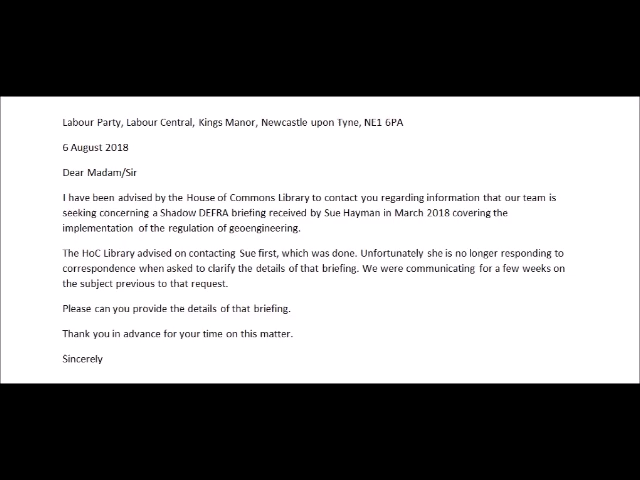 Labour Party, Labour Central, Kings Manor, Newcastle upon Tyne, NE1 6PA
6 August 2018
Dear Madam/Sir
I have been advised by the House of Commons Library to contact you regarding information that our team is
seeking concerning a Shadow DEFRA briefing received by Sue Hayman in March 2018 covering the
implementation of the regulation of geoengineering.
The HoC Library advised on contacting Sue first, which was done. Unfortunately she is no longer responding to
correspondence when asked to clarify the details of that briefing. We were communicating for a few weeks on
the subject previous to that request.
Please can you provide the details of that briefing.
Thank you in advance for your time on this matter.
Sincerely